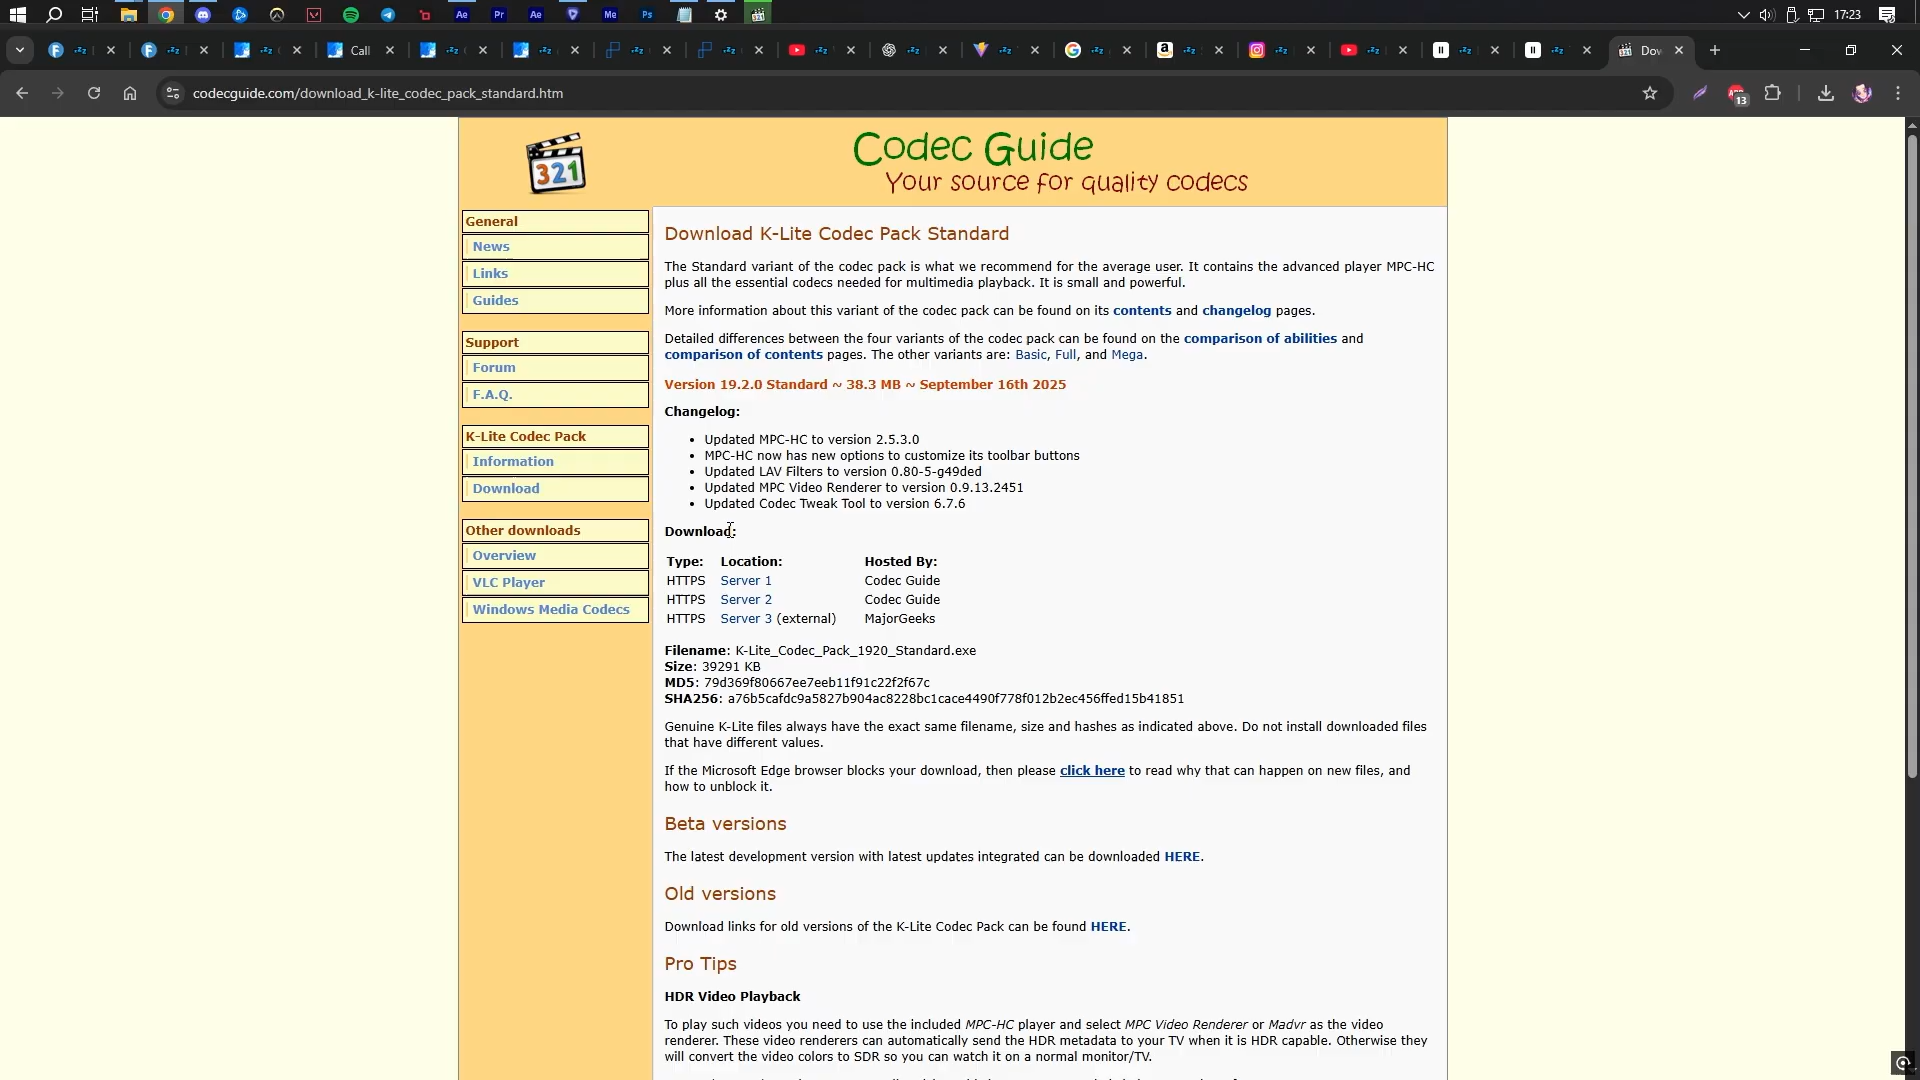 Ae
Pr
Ae
Me
Ps
17:23
Call
Dow
codecguide.com/download_k-lite_codec_pack_standard.htm
13
321
Codec Guide
Your source for quality codecs
General
News
Links
Guides
Support
Forum
F.A.Q.
K-Lite Codec Pack
Information
Download
Other downloads
Overview
VLC Player
Windows Media Codecs
Download K-Lite Codec Pack Standard
The Standard variant of the codec pack is what we recommend for the average user. It contains the advanced player MPC-HC
plus all the essential codecs needed for multimedia playback. It is small and powerful.
More information about this variant of the codec pack can be found on its contents and changelog pages.
Detailed differences between the four variants of the codec pack can be found on the comparison of abilities and
comparison of contents pages. The other variants are: Basic, Full, and Mega.
Version 19.2.0 Standard ~ 38.3 MB ~ September 16th 2025
Changelog:
• Updated MPC-HC to version 2.5.3.0
• MPC-HC now has new options to customize its toolbar buttons
• Updated LAV Filters to version 0.80-5-g49ded
• Updated MPC Video Renderer to version 0.9.13.2451
• Updated Codec Tweak Tool to version 6.7.6
Download:
Type: Location: Hosted By:
HTTPS Server 1 Codec Guide
HTTPS Server 2 Codec Guide
HTTPS Server 3 (external) MajorGeeks
Filename: K-Lite_Codec_Pack_1920_Standard.exe
Size: 39291 KB
MD5: 79d369f80667ee7eeb11f91c22f2f67c
SHA256: a76b5cafdc9a5827b904ac8228bc1cace4490f778f012b2ec456ffed15b41851
Genuine K-Lite files always have the exact same filename, size and hashes as indicated above. Do not install downloaded files
that have different values.
If the Microsoft Edge browser blocks your download, then please click here to read why that can happen on new files, and
how to unblock it.
Beta versions
The latest development version with latest updates integrated can be downloaded HERE.
Old versions
Download links for old versions of the K-Lite Codec Pack can be found HERE.
Pro Tips
HDR Video Playback
To play such videos you need to use the included MPC-HC player and select MPC Video Renderer or Madvr as the video
renderer. These video renderers can automatically send the HDR metadata to your TV when it is HDR capable. Otherwise they
will convert the video colors to SDR so you can watch it on a normal monitor/TV.